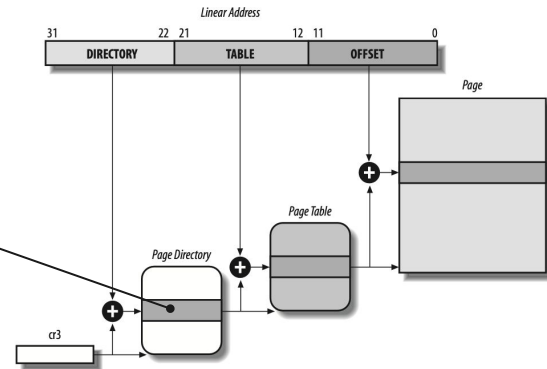 Linear Address
31 22 21 12 11 0
DIRECTORY TABLE OFFSET
Page
Page Table
Page Directory
+
+
+
cr3